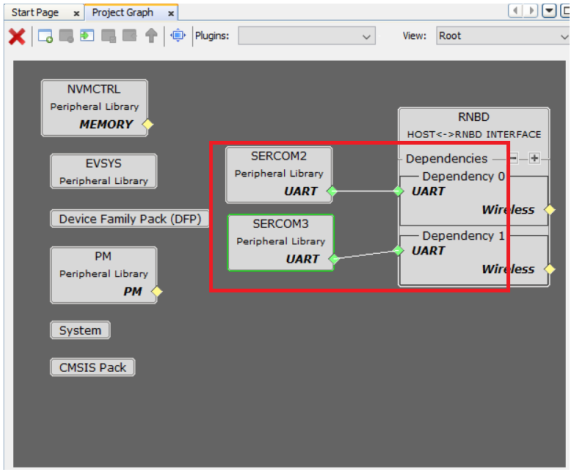 Start Page x Project Graph x
Plugins: View: Root
NVMCTRL
Peripheral Library
MEMORY
EVSYS
Peripheral Library
Device Family Pack (DFP)
PM
Peripheral Library
PM
System
CMSIS Pack
SERCOM2
Peripheral Library
UART
SERCOM3
Peripheral Library
UART
RNBD
HOST<->RNBD INTERFACE
Dependencies
Dependency 0
UART
Wireless
Dependency 1
UART
Wireless